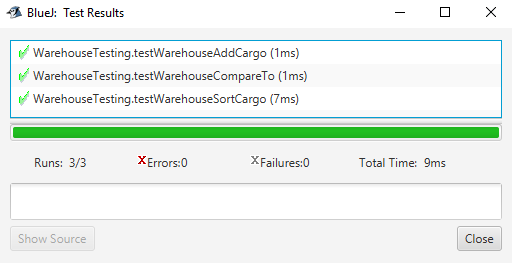 BlueJ: Test Results
WarehouseTesting.testWarehouseAddCargo (1ms)
WarehouseTesting.testWarehouseCompareTo (1ms)
WarehouseTesting.testWarehouseSortCargo (7ms)
Runs: 3/3 Errors:0 Failures:0 Total Time: 9ms
Show Source Close